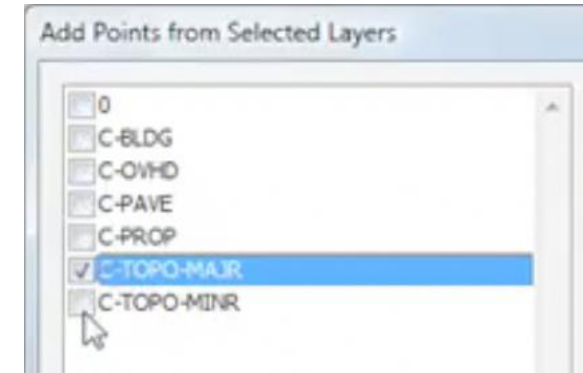 Add Points from Selected Layers
0
C-BLDG
C-OVHD
C-PAVE
C-PROP
C-TOPO-MAJR
C-TOPO-MINR